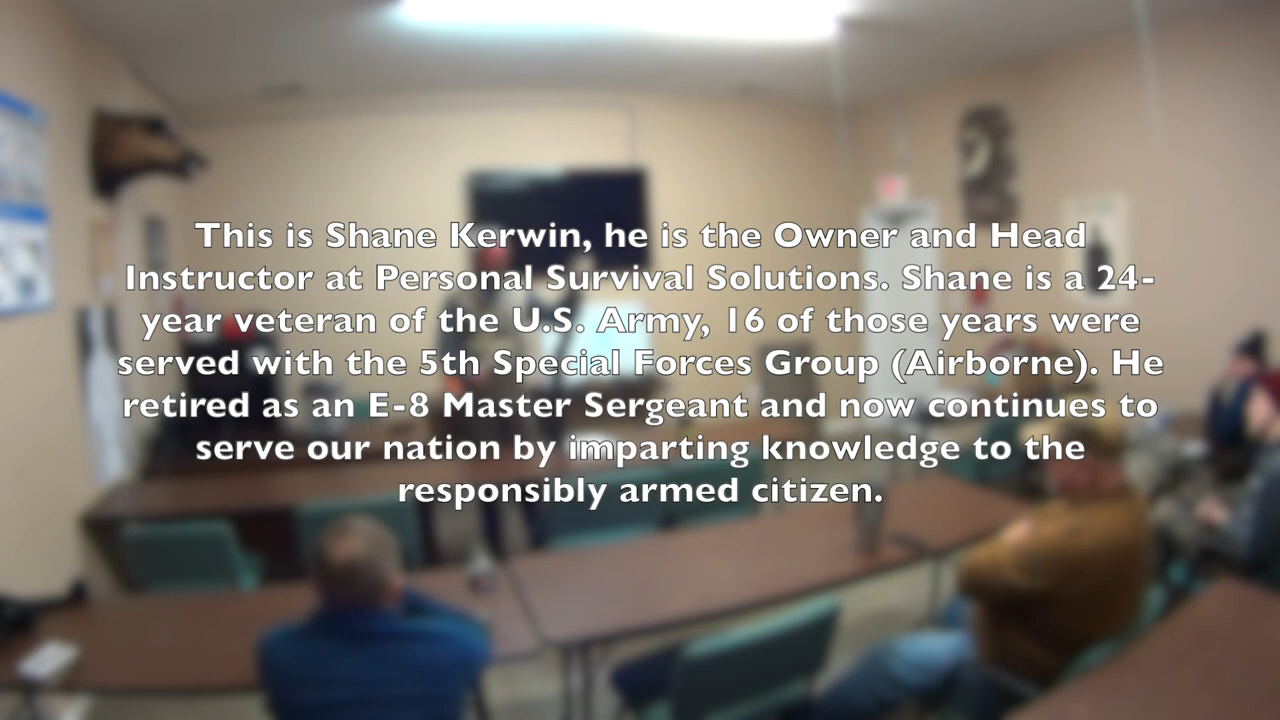 This is Shane Kerwin, he is the Owner and Head
Instructor at Personal Survival Solutions. Shane is a 24-
year veteran of the U.S. Army, 16 of those years were
served with the 5th Special Forces Group (Airborne). He
retired as an E-8 Master Sergeant and now continues to
serve our nation by imparting knowledge to the
responsibly armed citizen.